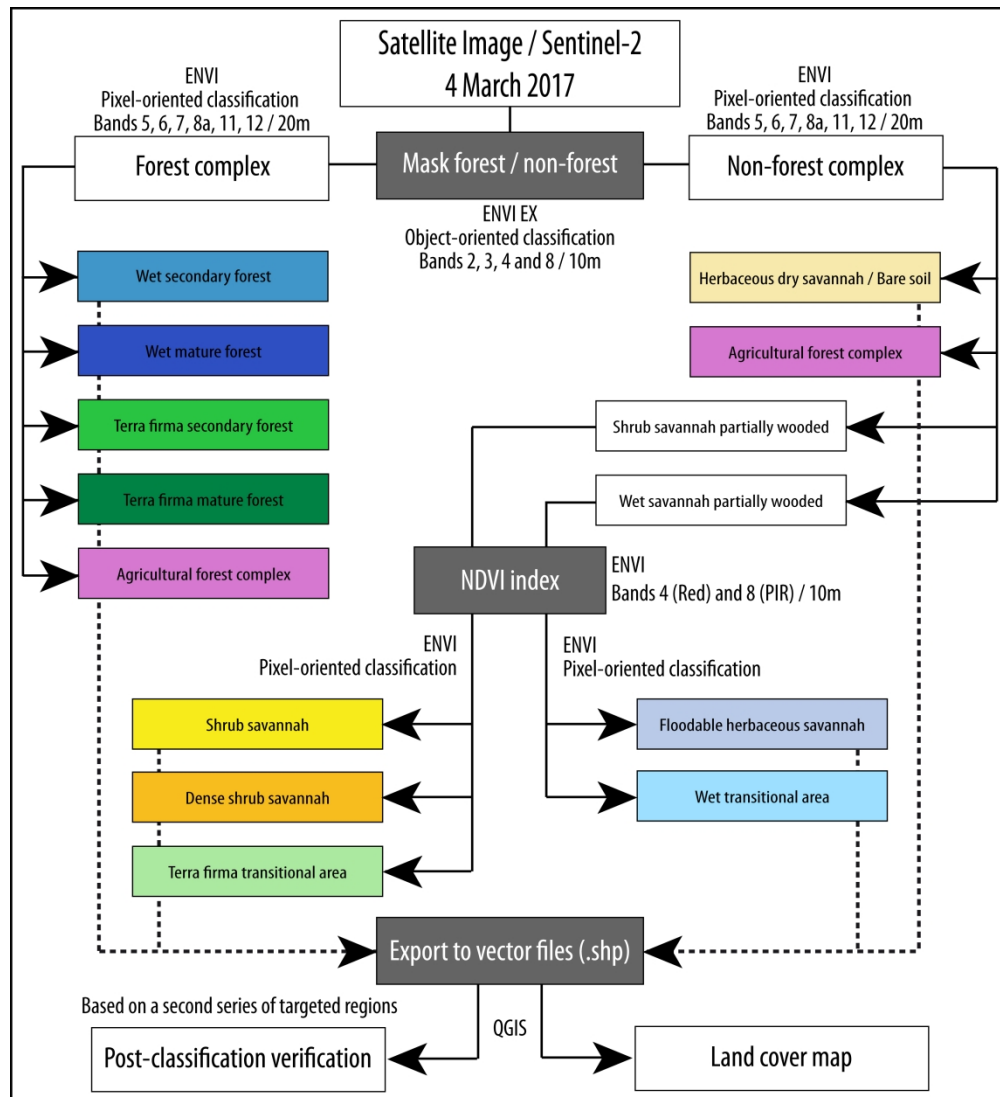 Satellite Image / Sentinel-2
4 March 2017
ENVI
Pixel-oriented classification
Bands 5, 6, 7, 8a, 11, 12 / 20m
ENVI
Pixel-oriented classification
Bands 5, 6, 7, 8a, 11, 12 / 20m
Forest complex
Mask forest / non-forest
Non-forest complex
ENVI EX
Object-oriented classification
Bands 2, 3, 4 and 8 / 10m
Wet secondary forest
Herbaceous dry savannah / Bare soil
Wet mature forest
Agricultural forest complex
Terra firma secondary forest
Shrub savannah partially wooded
Terra firma mature forest
Wet savannah partially wooded
Agricultural forest complex
NDVI index
ENVI
Bands 4 (Red) and 8 (PIR) / 10m
ENVI
Pixel-oriented classification
ENVI
Pixel-oriented classification
Shrub savannah
Floodable herbaceous savannah
Dense shrub savannah
Wet transitional area
Terra firma transitional area
Export to vector files (.shp)
Based on a second series of targeted regions
QGIS
Post-classification verification
Land cover map